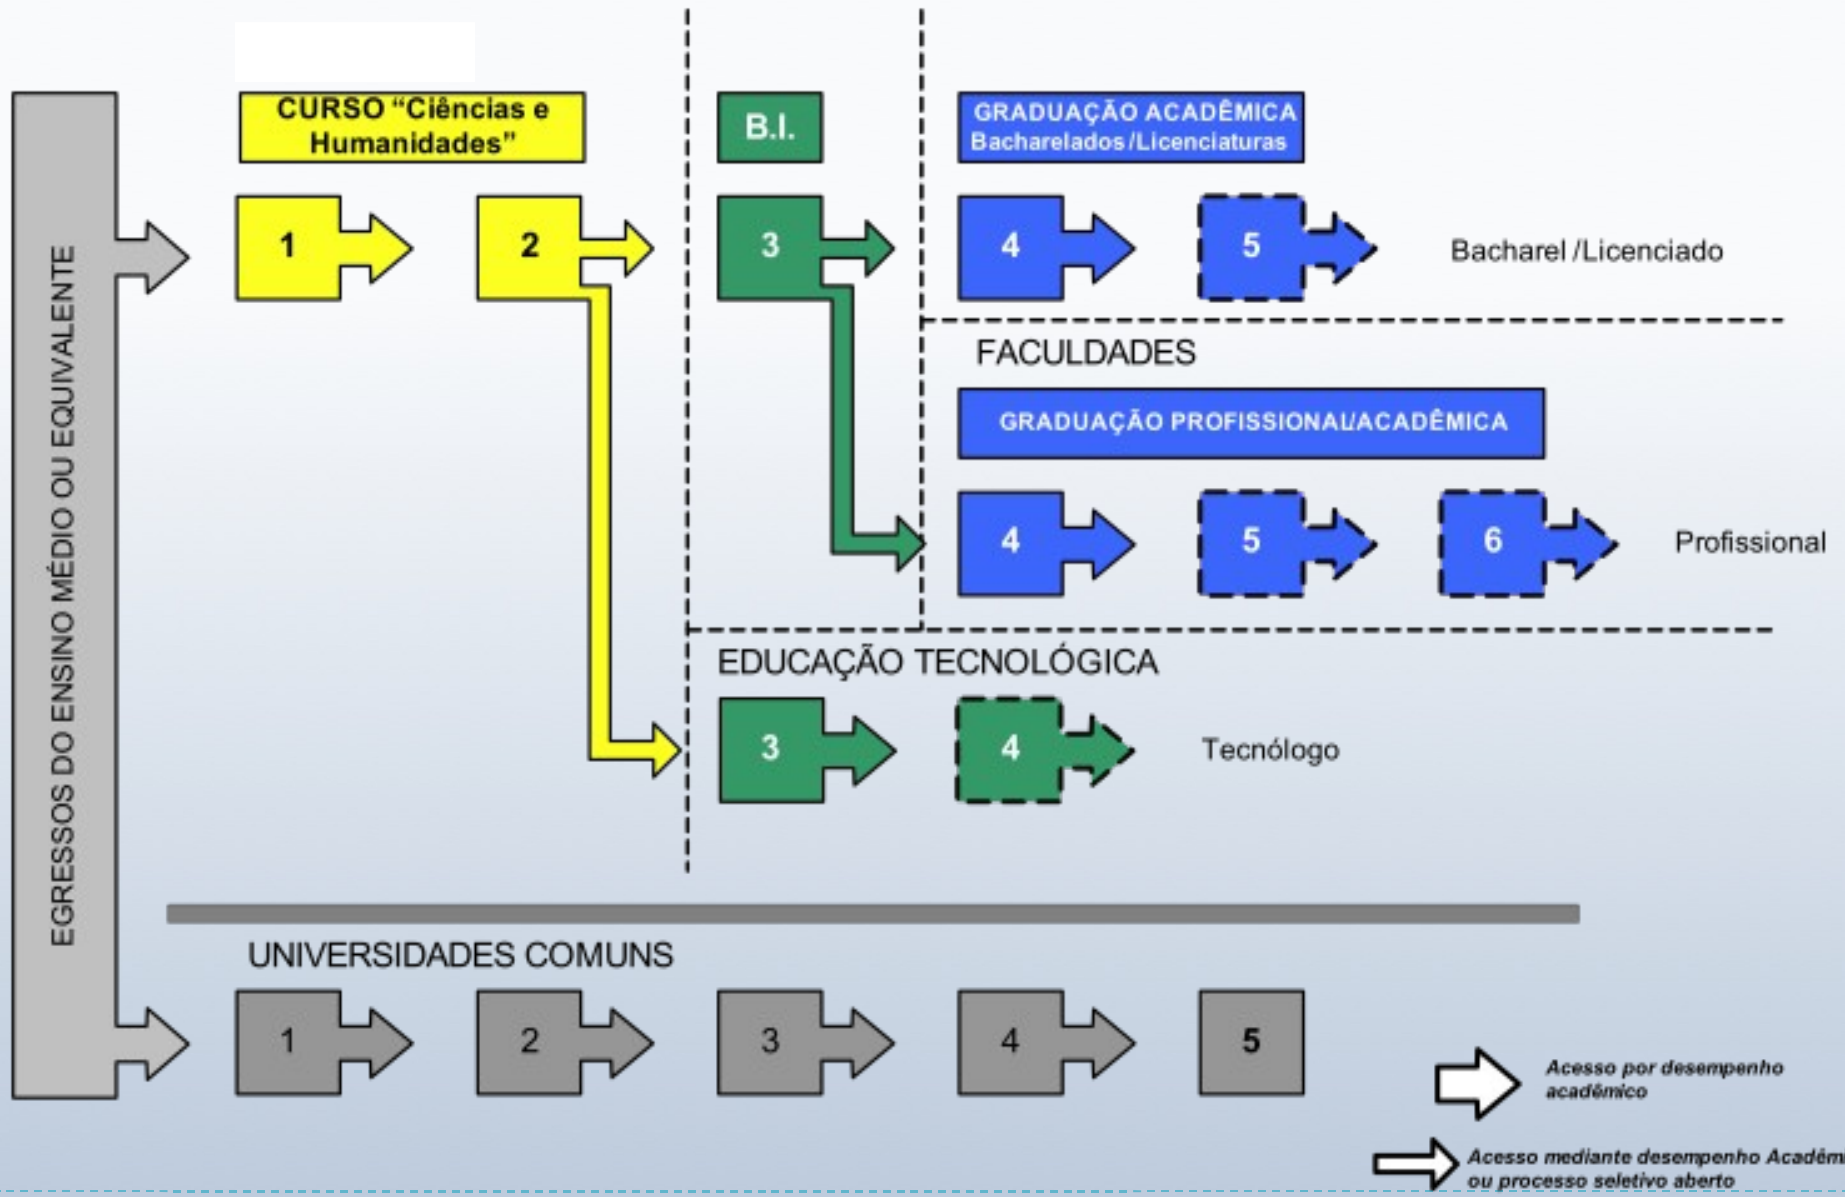 EGRESSOS DO ENSINO MÉDIO OU EQUIVALENTE
CURSO “Ciências e
Humanidades”
B.I.
GRADUAÇÃO ACADÊMICA
Bacharelados/Licenciaturas
1
2
3
4
5
Bacharel/Licenciado
FACULDADES
GRADUAÇÃO PROFISSIONAL/ACADÊMICA
4
5
6
Profissional
EDUCAÇÃO TECNOLÓGICA
3
4
Tecnólogo
UNIVERSIDADES COMUNS
1
2
3
4
5
Acesso por desempenho
acadêmico
Acesso mediante desempenho
ou processo seletivo aberto